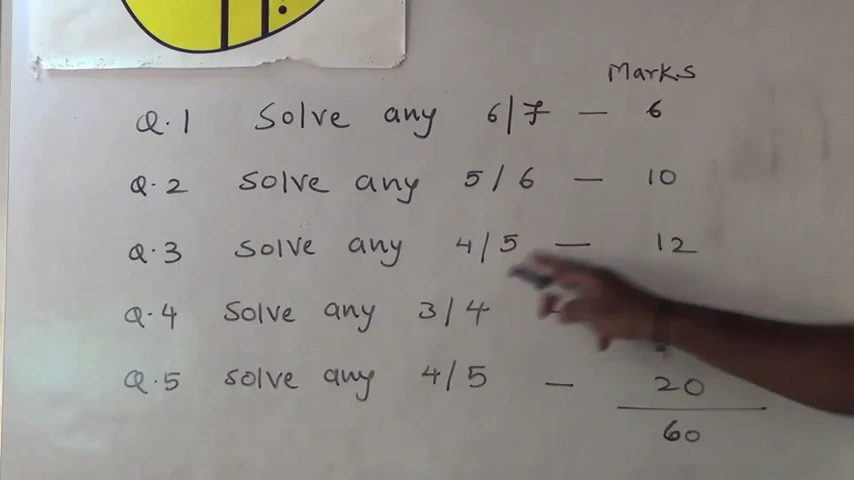 Marks
Q.1 Solve any 6/7 — 6
Q.2 solve any 5/6 — 10
Q.3 solve any 4/5 — 12
Q.4 solve any 3/4 -
Q.5 solve any 4/5 — 20
60